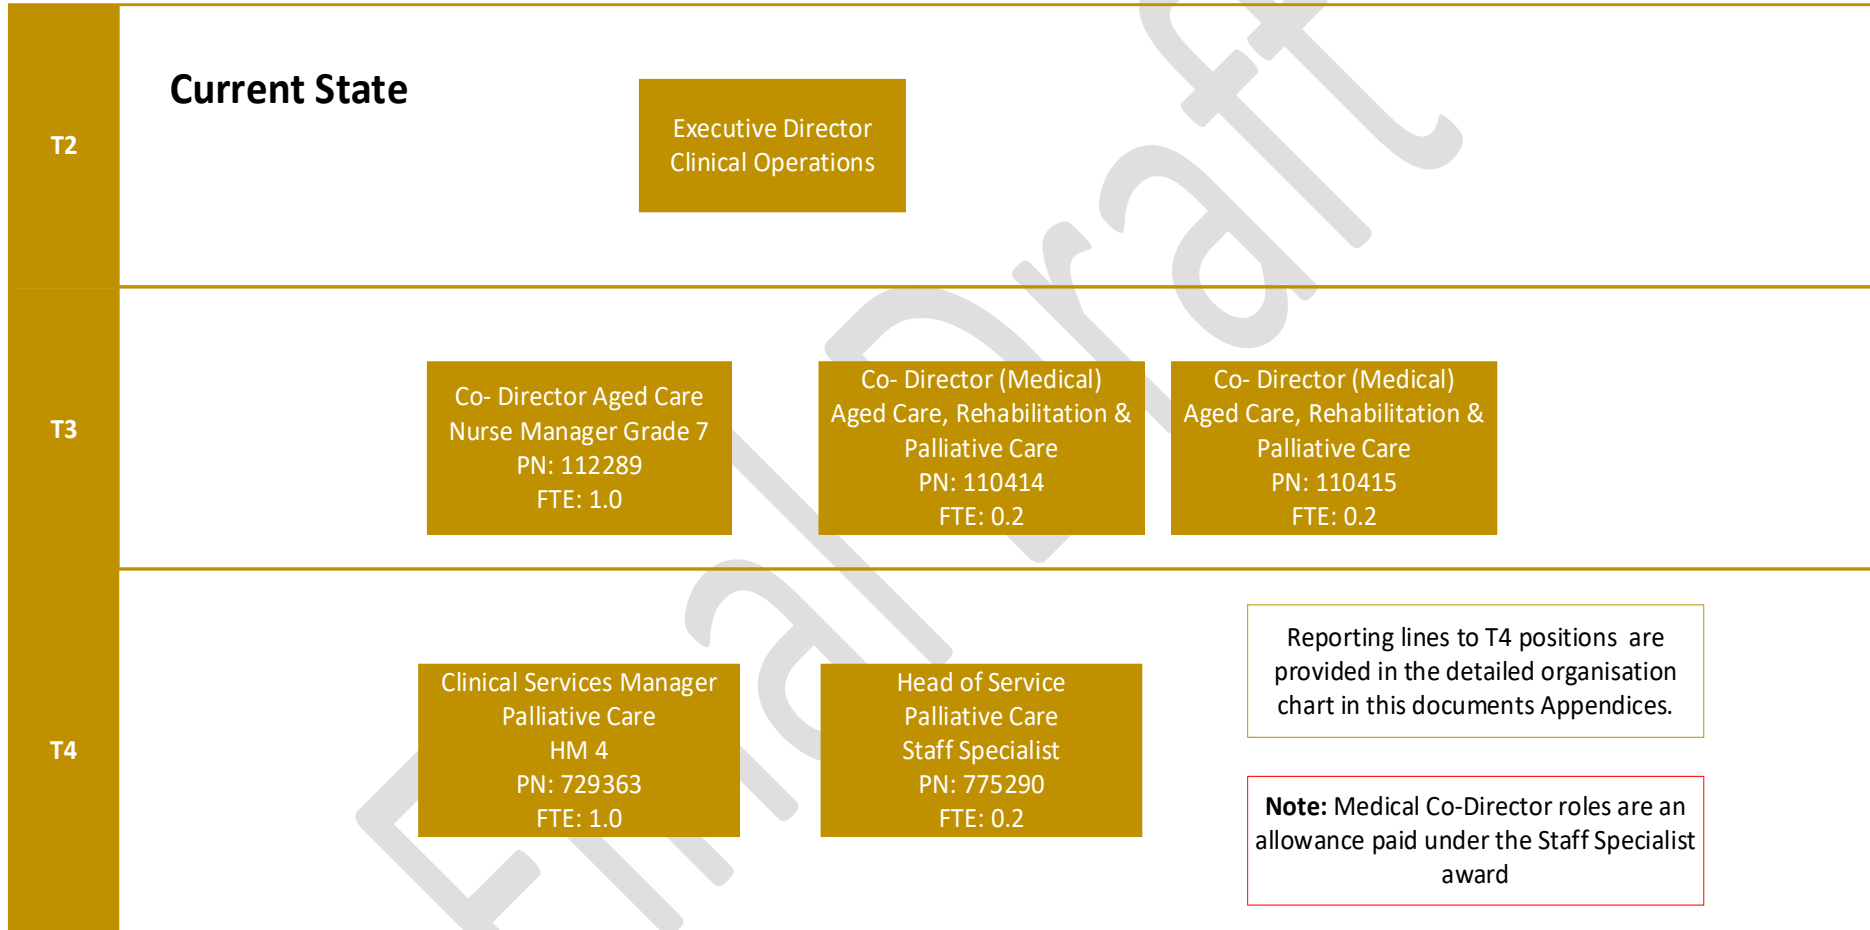 Current State
T2
Executive Director
Clinical Operations
T3
Co- Director Aged Care
Nurse Manager Grade 7
PN: 112289
FTE: 1.0
Co- Director (Medical)
Aged Care, Rehabilitation &
Palliative Care
PN: 110414
FTE: 0.2
Co- Director (Medical)
Aged Care, Rehabilitation &
Palliative Care
PN: 110415
FTE: 0.2
T4
Clinical Services Manager
Palliative Care
HM 4
PN: 729363
FTE: 1.0
Head of Service
Palliative Care
Staff Specialist
PN: 775290
FTE: 0.2
Reporting lines to T4 positions are
provided in the detailed organisation
chart in this documents Appendices.
Note: Medical Co-Director roles are an
allowance paid under the Staff Specialist
award
Final Draft